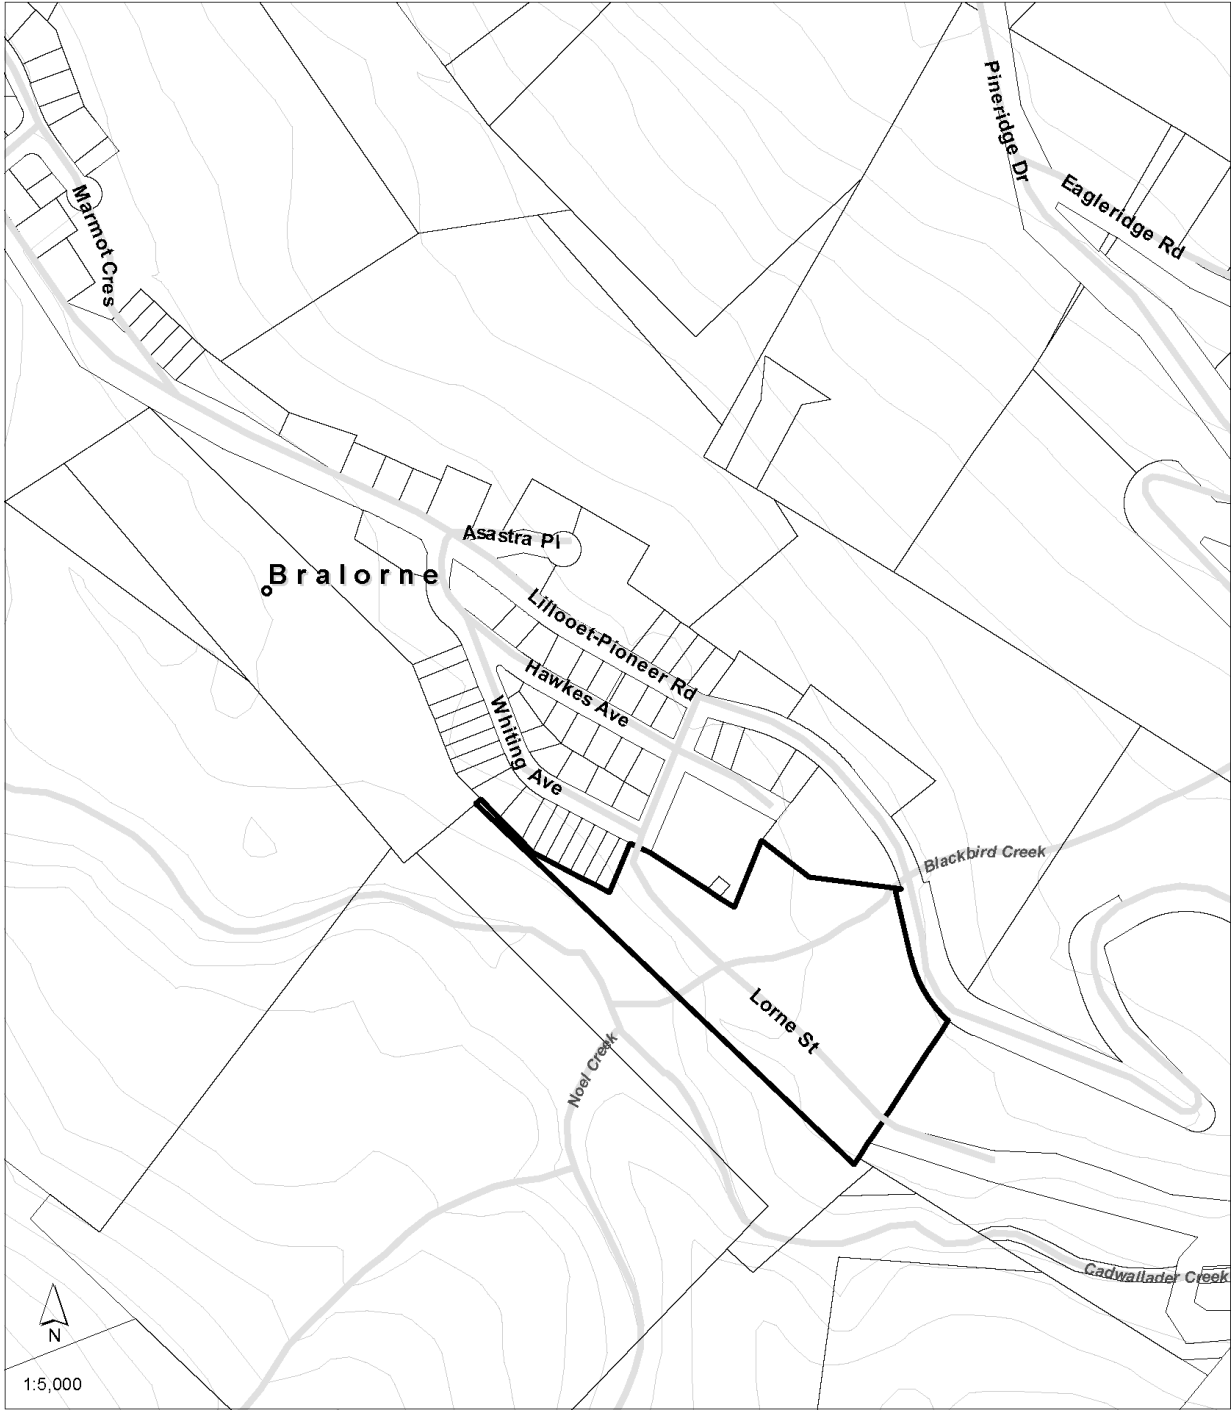 Pineridge Dr
Eagleridge Rd
Marmot Cres
Asastra Pl
Bralorne
Lillooet-Pioneer Rd
Hawkes Ave
Whiting Ave
Blackbird Creek
Lorne St
Noel Creek
Cadwallader Creek
N
1:5,000